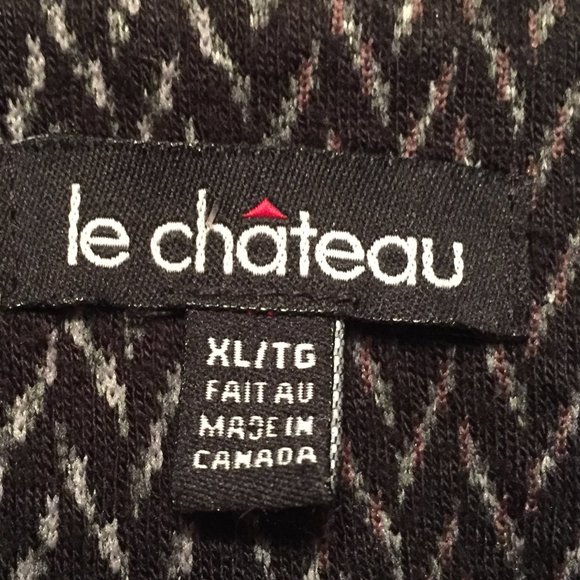 le château
XL/TG
FAIT AU
MADE IN
CANADA